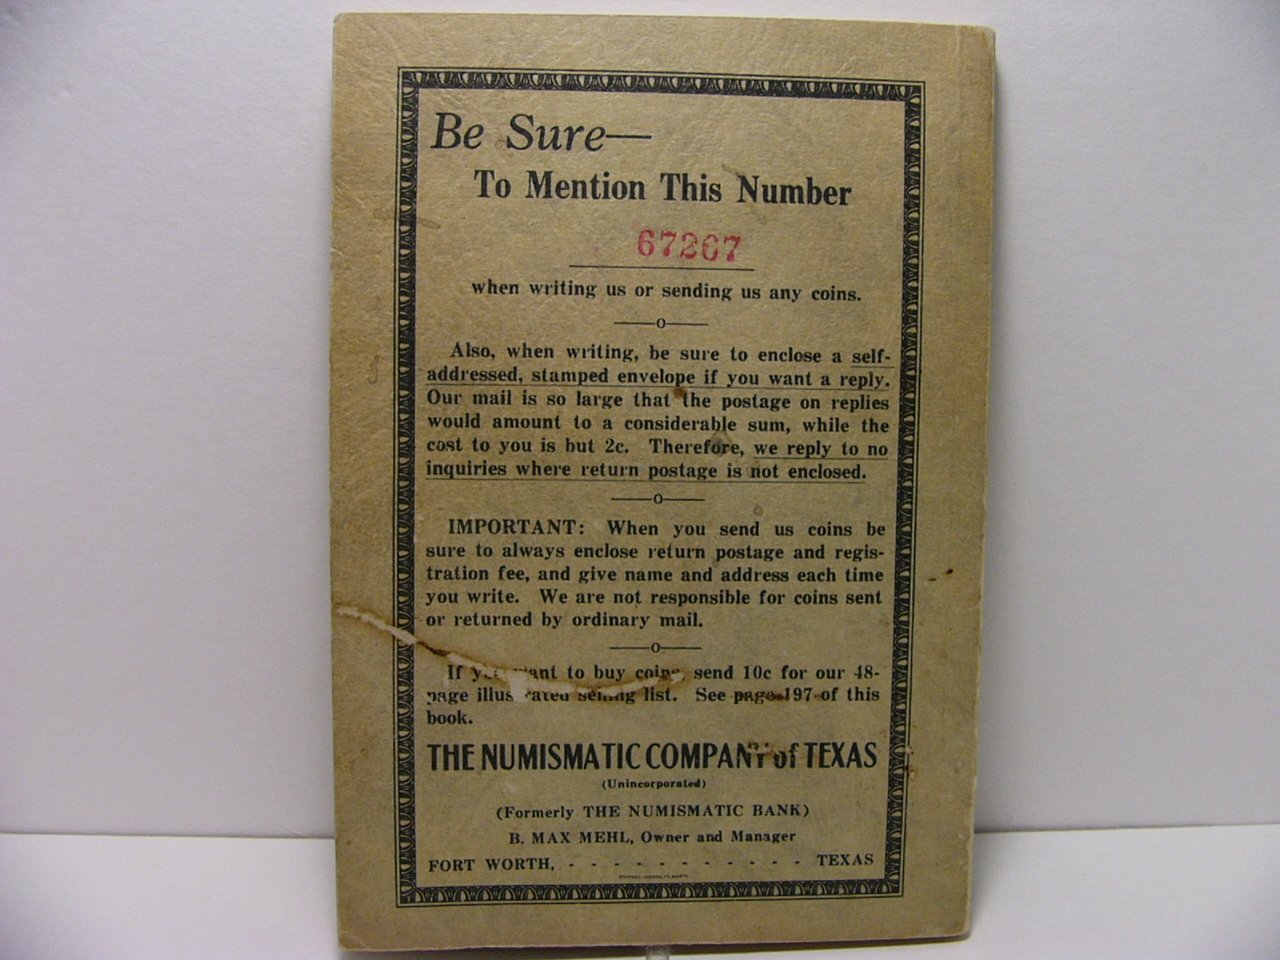 Be Sure—
To Mention This Number
67267
when writing us or sending us any coins.
——o——
Also, when writing, be sure to enclose a self-
addressed, stamped envelope if you want a reply.
Our mail is so large that the postage on replies
would amount to a considerable sum, while the
cost to you is but 2c. Therefore, we reply to no
inquiries where return postage is not enclosed.
——o——
IMPORTANT: When you send us coins be
sure to always enclose return postage and regis-
tration fee, and give name and address each time
you write. We are not responsible for coins sent
or returned by ordinary mail.
——o——
If you want to buy coins, send 10c for our 48-
page illustrated selling list. See page 197 of this
book.
THE NUMISMATIC COMPANY of TEXAS
(Unincorporated)
(Formerly THE NUMISMATIC BANK)
B. MAX MEHL, Owner and Manager
FORT WORTH, - - - - - - - - - - - TEXAS